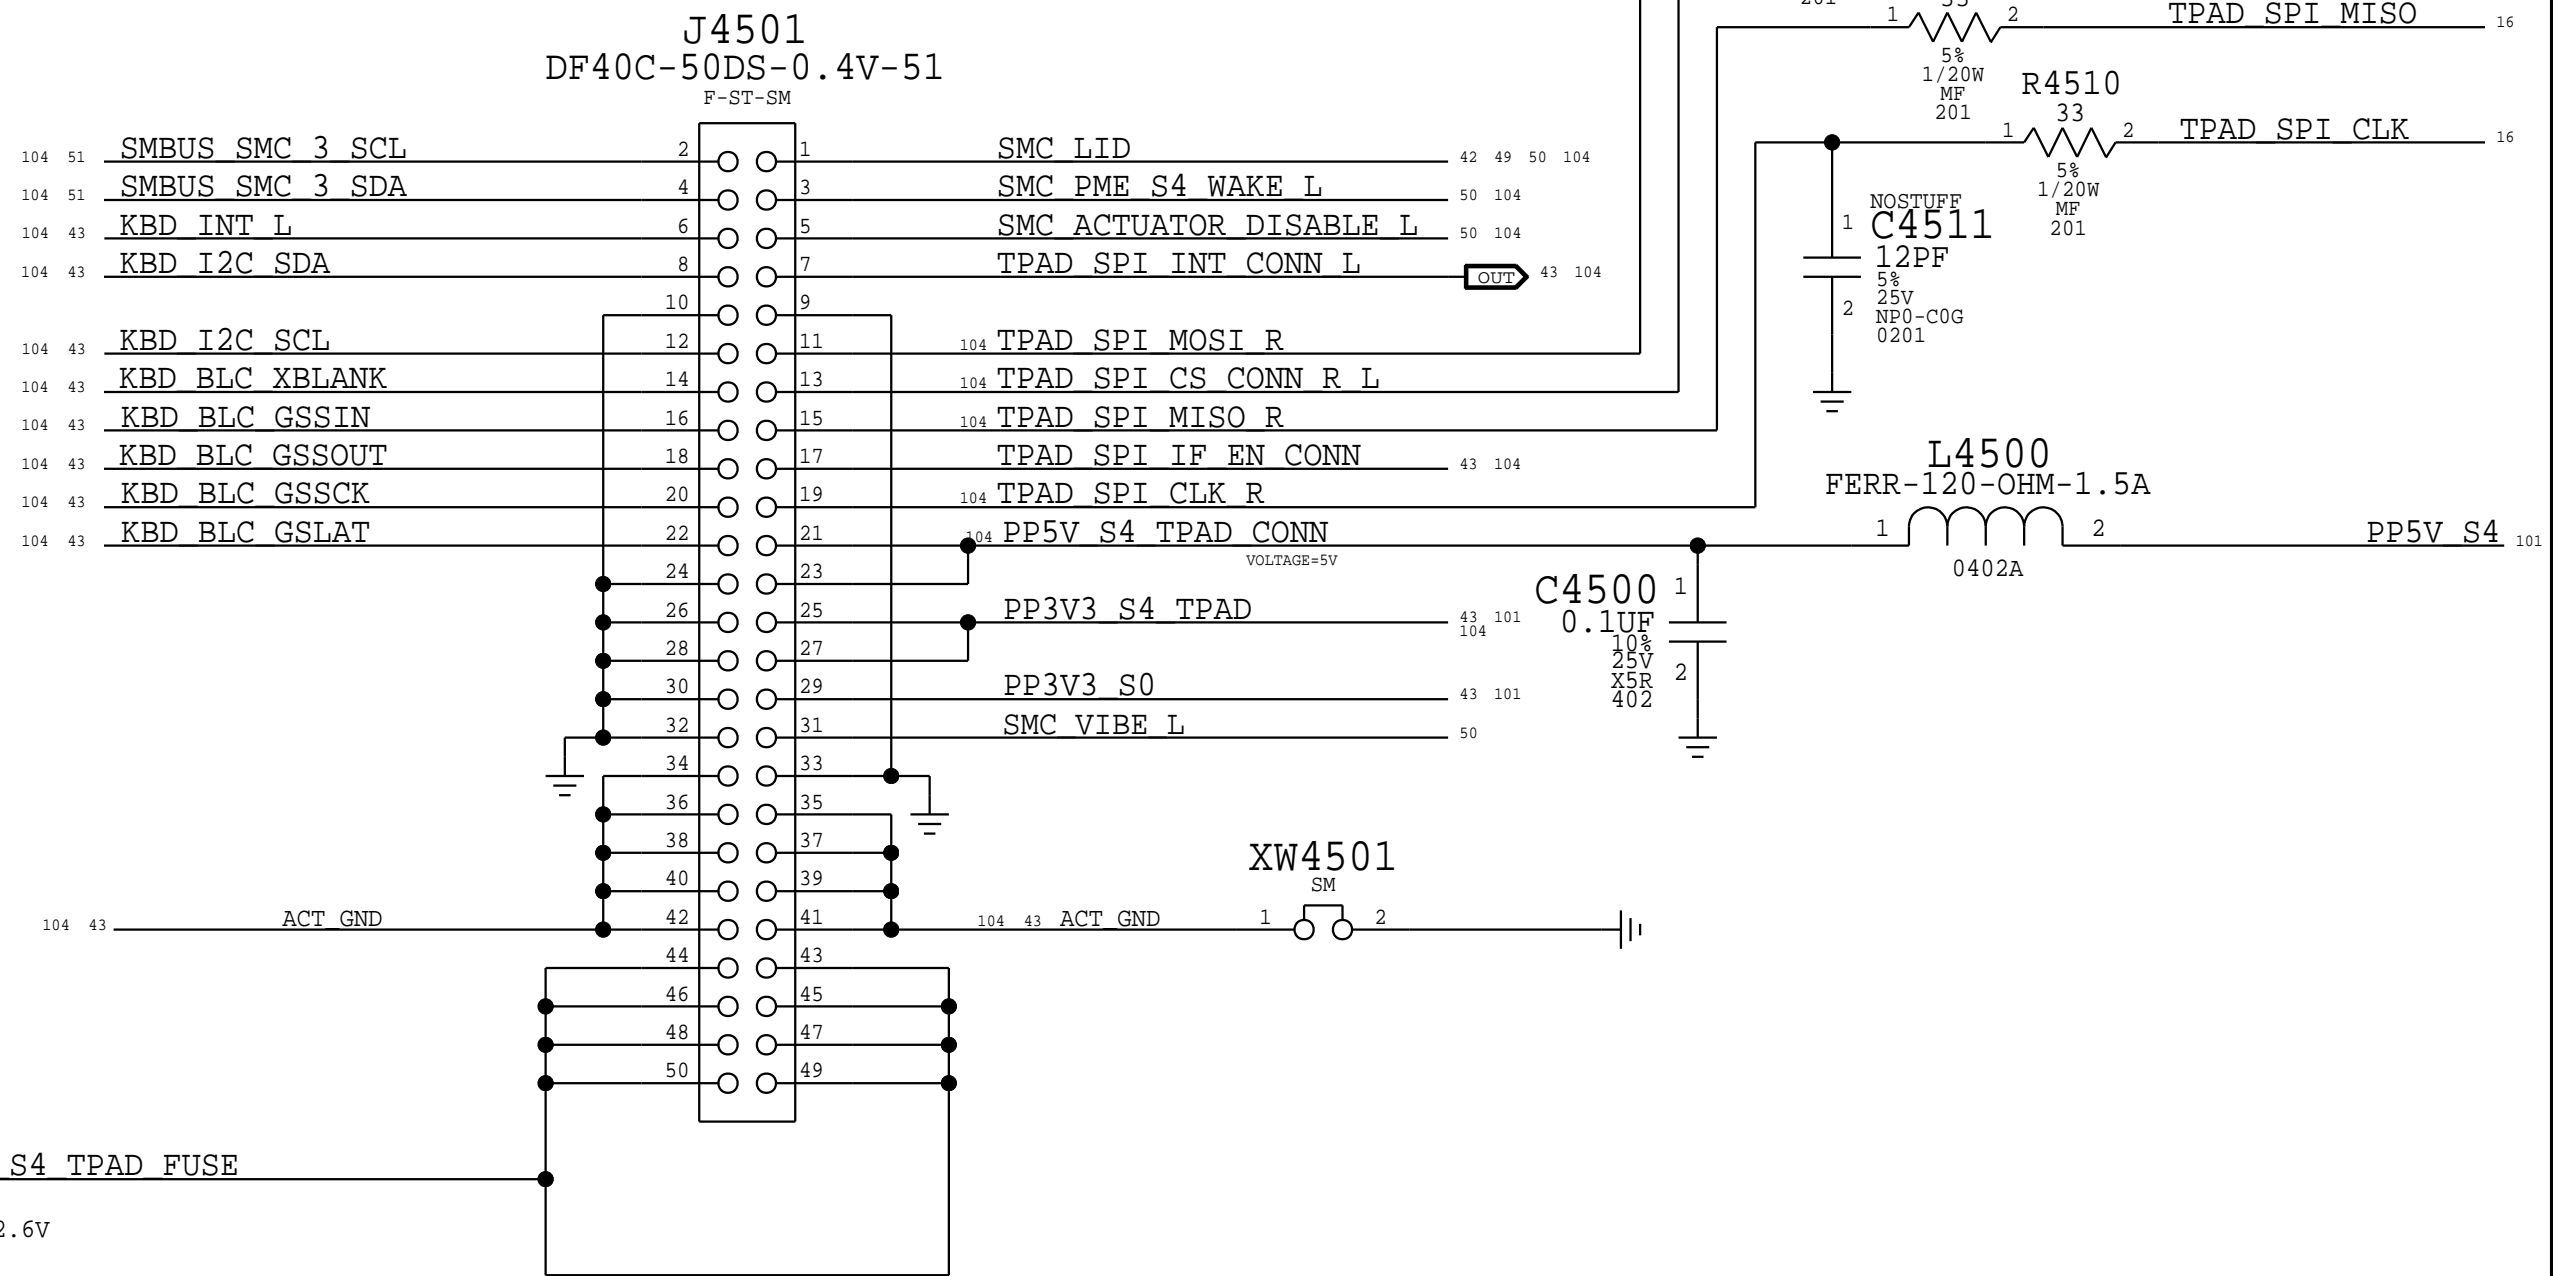 J4501
DF40C-50DS-0.4V-51
F-ST-SM
104 51 SMBUS_SMC_3_SCL 2 1 SMC_LID 42 49 50 104
104 51 SMBUS_SMC_3_SDA 4 3 SMC_PME_S4_WAKE_L 50 104
104 43 KBD_INT_L 6 5 SMC_ACTUATOR_DISABLE_L 50 104
104 43 KBD_I2C_SDA 8 7 TPAD_SPI_INT_CONN_L OUT 43 104
10 9
104 43 KBD_I2C_SCL 12 11 104 TPAD_SPI_MOSI_R
104 43 KBD_BLC_XBLANK 14 13 104 TPAD_SPI_CS_CONN_R_L
104 43 KBD_BLC_GSSIN 16 15 104 TPAD_SPI_MISO_R
104 43 KBD_BLC_GSSOUT 18 17 TPAD_SPI_IF_EN_CONN 43 104
104 43 KBD_BLC_GSSCK 20 19 104 TPAD_SPI_CLK_R
104 43 KBD_BLC_GSLAT 22 21 104 PP5V_S4_TPAD_CONN
VOLTAGE=5V
24 23
26 25 PP3V3_S4_TPAD 43 101
104
28 27
30 29 PP3V3_S0 43 101
32 31 SMC_VIBE_L 50
34 33
36 35
38 37
40 39
104 43 ACT_GND 42 41 104 43 ACT_GND 1 2
XW4501
SM
44 43
46 45
48 47
50 49
_S4_TPAD_FUSE
2.6V
1 2 TPAD_SPI_MISO 16
5%
1/20W
MF
201
R4510
33
1 2 TPAD_SPI_CLK 16
5%
1/20W
MF
201
NOSTUFF
1 C4511
12PF
5%
25V
2 NP0-C0G
0201
L4500
FERR-120-OHM-1.5A
1 2 PP5V_S4 101
0402A
C4500 1
0.1UF
10%
25V
X5R 2
402